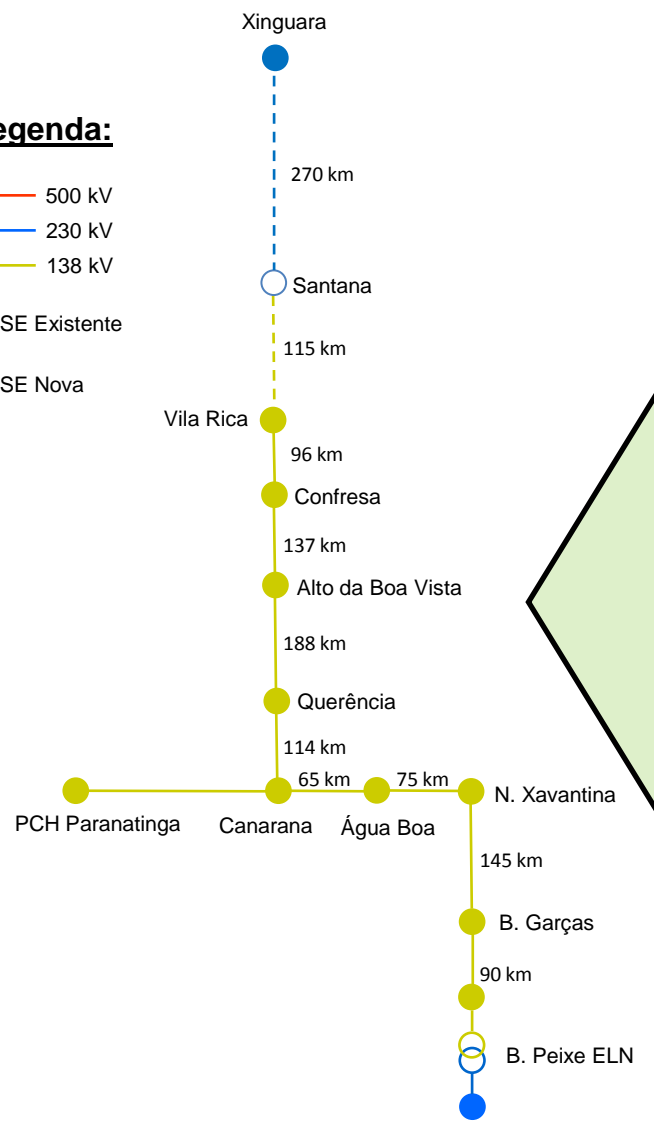 Xinguara
egenda:
270 km
500 kV
230 kV
138 kV
Santana
SE Existente
115 km
SE Nova
Vila Rica
96 km
Confresa
137 km
Alto da Boa Vista
188 km
Querência
114 km
65 km
75 km
N. Xavantina
PCH Paranatinga
Canarana
Água Boa
145 km
B. Garças
90 km
B. Peixe ELN